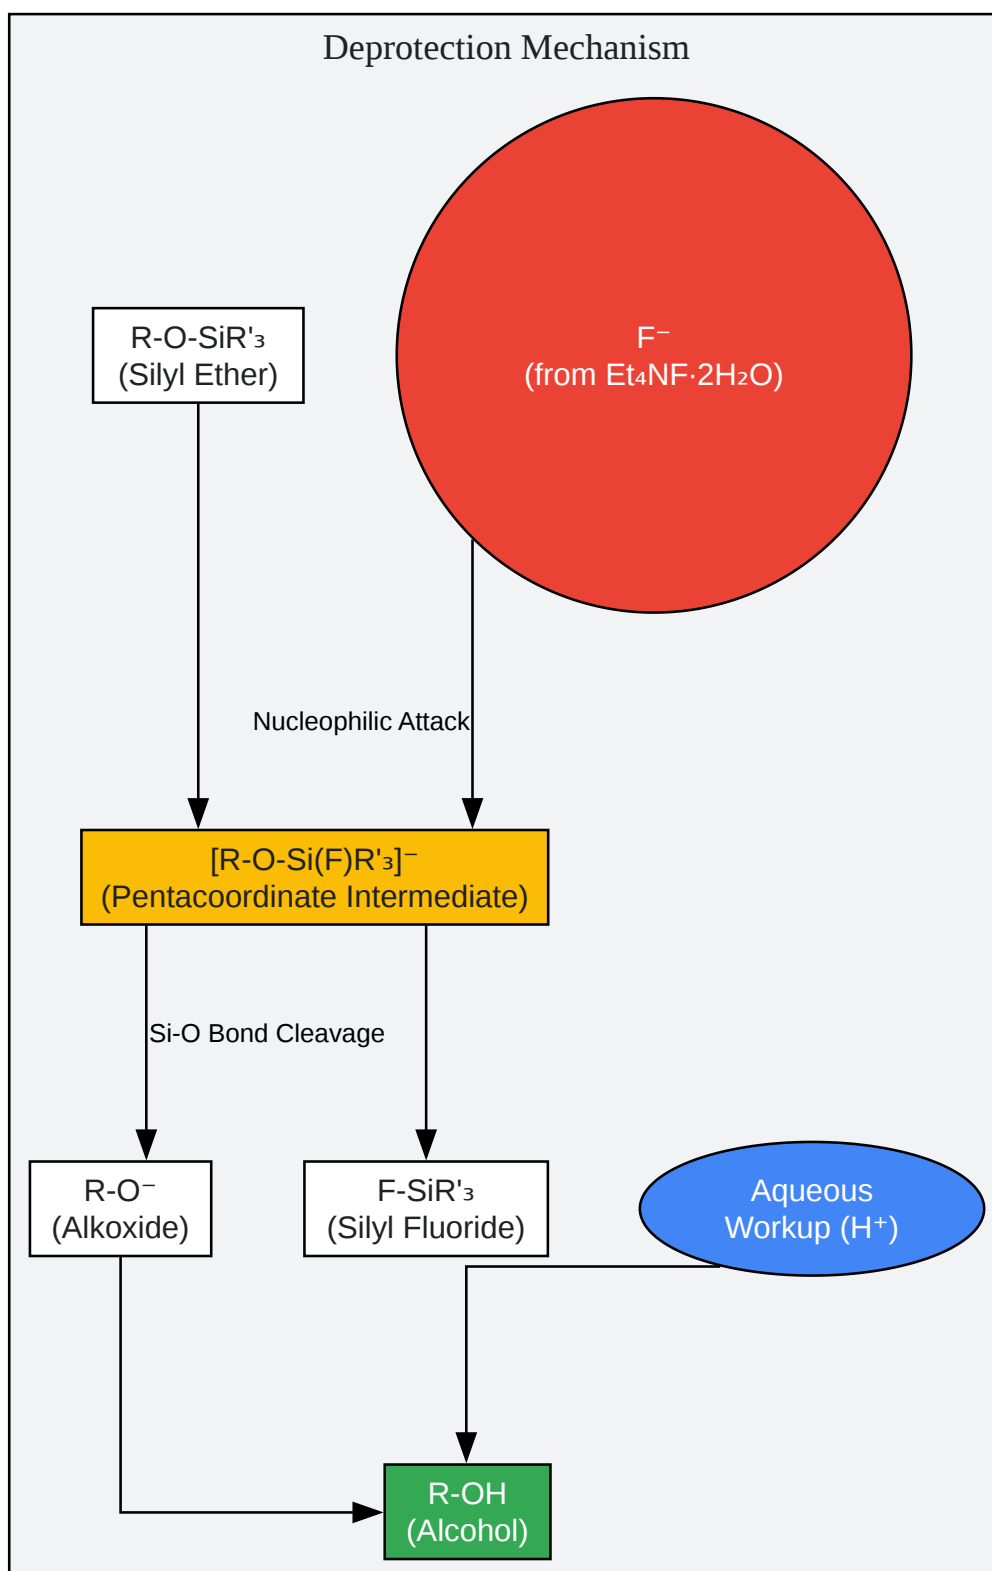 Deprotection Mechanism
R-O-SiR'₃
(Silyl Ether)
F⁻
(from Et₄NF·2H₂O)
Nucleophilic Attack
[R-O-Si(F)R'₃]⁻
(Pentacoordinate Intermediate)
Si-O Bond Cleavage
R-O⁻
(Alkoxide)
F-SiR'₃
(Silyl Fluoride)
Aqueous
Workup (H⁺)
R-OH
(Alcohol)